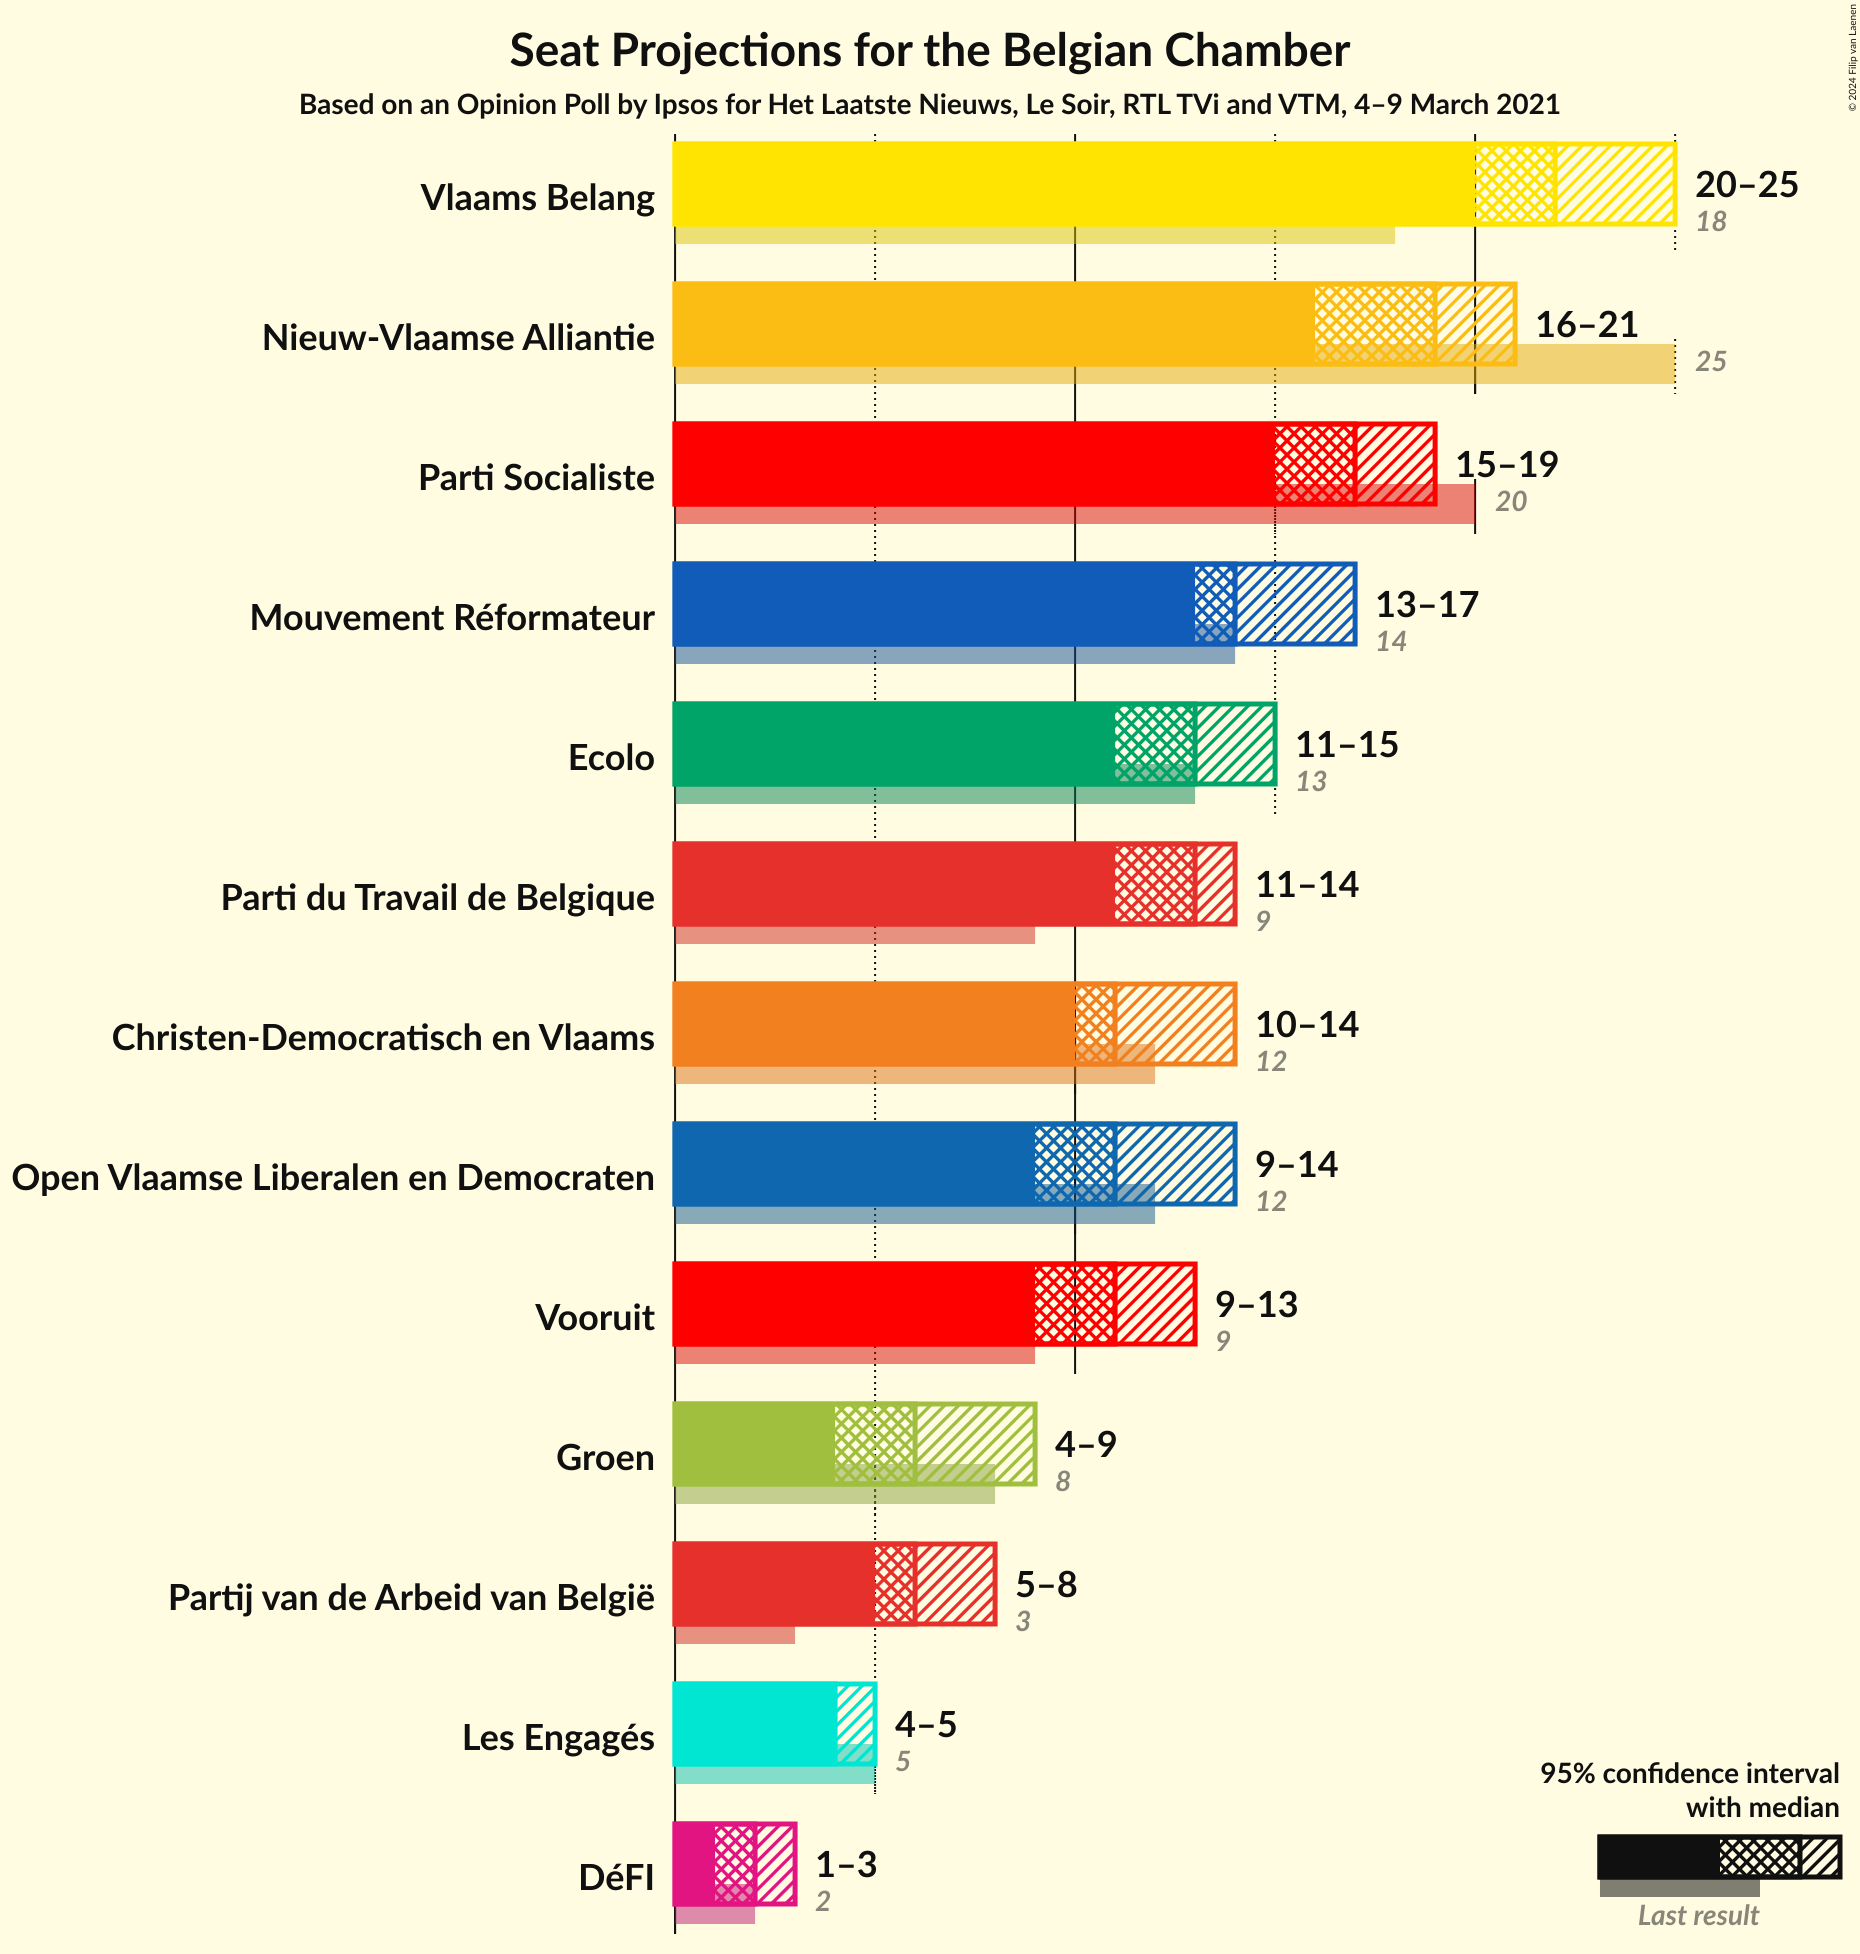 Seat Projections for the Belgian Chamber
Based on an Opinion Poll by Ipsos for Het Laatste Nieuws, Le Soir, RTL TVi and VTM, 4–9 March 2021
© 2024 Filip van Laenen
Vlaams Belang
20–25
18
Nieuw-Vlaamse Alliantie
16–21
25
Parti Socialiste
15–19
20
Mouvement Réformateur
13–17
14
Ecolo
11–15
13
Parti du Travail de Belgique
11–14
9
Christen-Democratisch en Vlaams
10–14
12
Open Vlaamse Liberalen en Democraten
9–14
12
Vooruit
9–13
9
Groen
4–9
8
Partij van de Arbeid van België
5–8
3
Les Engagés
4–5
5
DéFI
1–3
2
95% confidence interval
with median
Last result